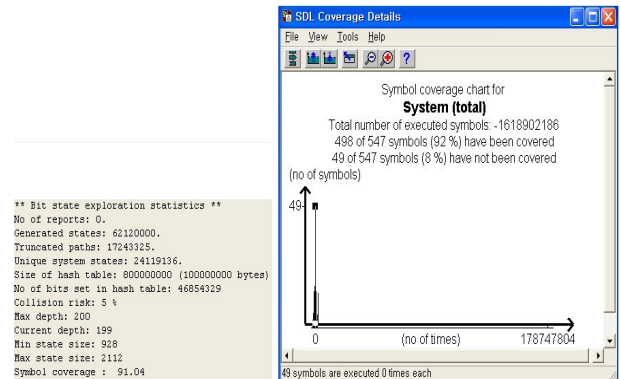 ** Bit state exploration statistics **
No of reports: 0.
Generated states: 62120000.
Truncated paths: 17243325.
Unique system states: 24119136.
Size of hash table: 800000000 (100000000 bytes)
No of bits set in hash table: 46854329
Collision risk: 5 %
Max depth: 200
Current depth: 199
Min state size: 928
Max state size: 2112
Symbol coverage : 91.04
SDL Coverage Details
File View Tools Help
?
Symbol coverage chart for
System (total)
Total number of executed symbols: -1618902186
498 of 547 symbols (92 %) have been covered
49 of 547 symbols (8 %) have not been covered
(no of symbols)
49
0 (no of times) 178747804
49 symbols are executed 0 times each